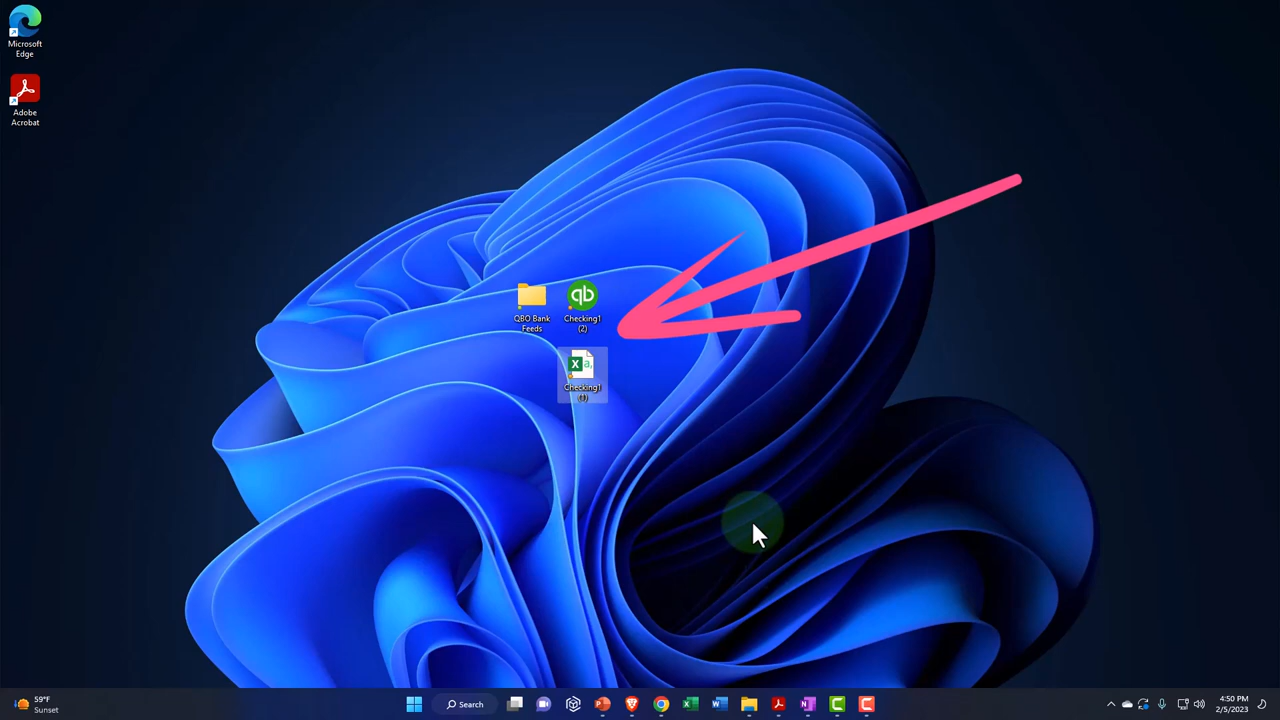 Microsoft
Edge
Adobe
Acrobat
QBO Bank
Feeds
Checking1
(2)
Checking1
(1)
59°F
Sunset
Search
4:50 PM
2/5/2023